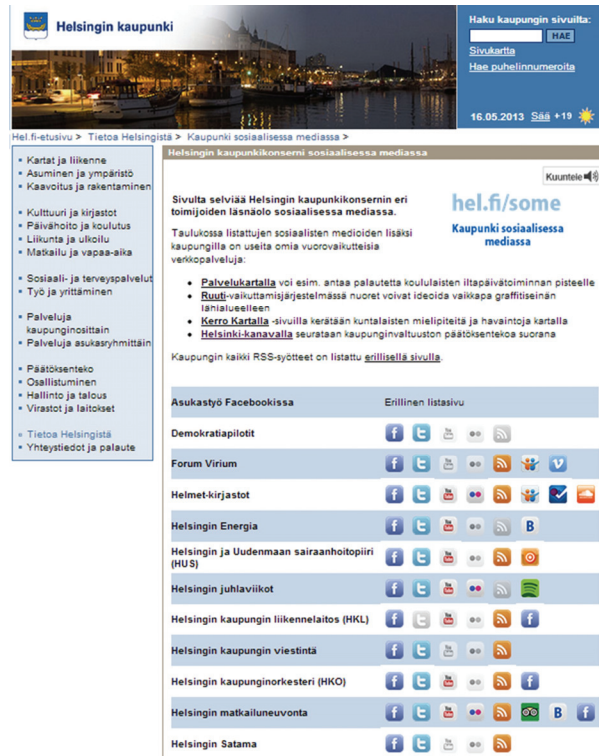 Helsingin kaupunki
Haku kaupungin sivuilta:
HAE
Sivukartta
Hae puhelinnumeroita
16.05.2013 Sää +19
Hel.fi-etusivu > Tietoa Helsingistä > Kaupunki sosiaalisessa mediassa >
Kartat ja liikenne
Asuminen ja ympäristö
Kaavoitus ja rakentaminen
Kulttuuri ja kirjastot
Päivähoito ja koulutus
Liikunta ja ulkoilu
Matkailu ja vapaa-aika
Sosiaali- ja terveyspalvelut
Työ ja yrittäminen
Palveluja
kaupunginosittain
Palveluja asukasryhmittäin
Päätöksenteko
Osallistuminen
Hallinto ja talous
Virastot ja laitokset
Tietoa Helsingistä
Yhteystiedot ja palaute
Helsingin kaupunkikonserni sosiaalisessa mediassa
Kuuntele
Sivulta selviää Helsingin kaupunkikonsernin eri
toimijoiden läsnäolo sosiaalisessa mediassa.
hel.fi/some
Kaupunki sosiaalisessa
mediassa
Taulukossa listattujen sosiaalisten medioiden lisäksi
kaupungilla on useita omia vuorovaikutteisia
verkkopalveluja:
Palvelukartalla voi esim. antaa palautetta koululaisten iltapäivätoiminnan pisteelle
Ruuti-vaikuttamisjärjestelmässä nuoret voivat ideoida vaikkapa graffitiseinän
lähialueelleen
Kerro Kartalla -sivuilla kerätään kuntalaisten mielipiteitä ja havaintoja kartalla
Helsinki-kanavalla seurataan kaupunginvaltuuston päätöksentekoa suorana
Kaupungin kaikki RSS-syötteet on listattu erillisellä sivulla.
Asukastyö Facebookissa Erillinen listasivu
Demokratiapilotit
Forum Virium
Helmet-kirjastot
Helsingin Energia
Helsingin ja Uudenmaan sairaanhoitopiiri
(HUS)
Helsingin juhlaviikot
Helsingin kaupungin liikennelaitos (HKL)
Helsingin kaupungin viestintä
Helsingin kaupunginorkesteri (HKO)
Helsingin matkailuneuvonta
Helsingin Satama